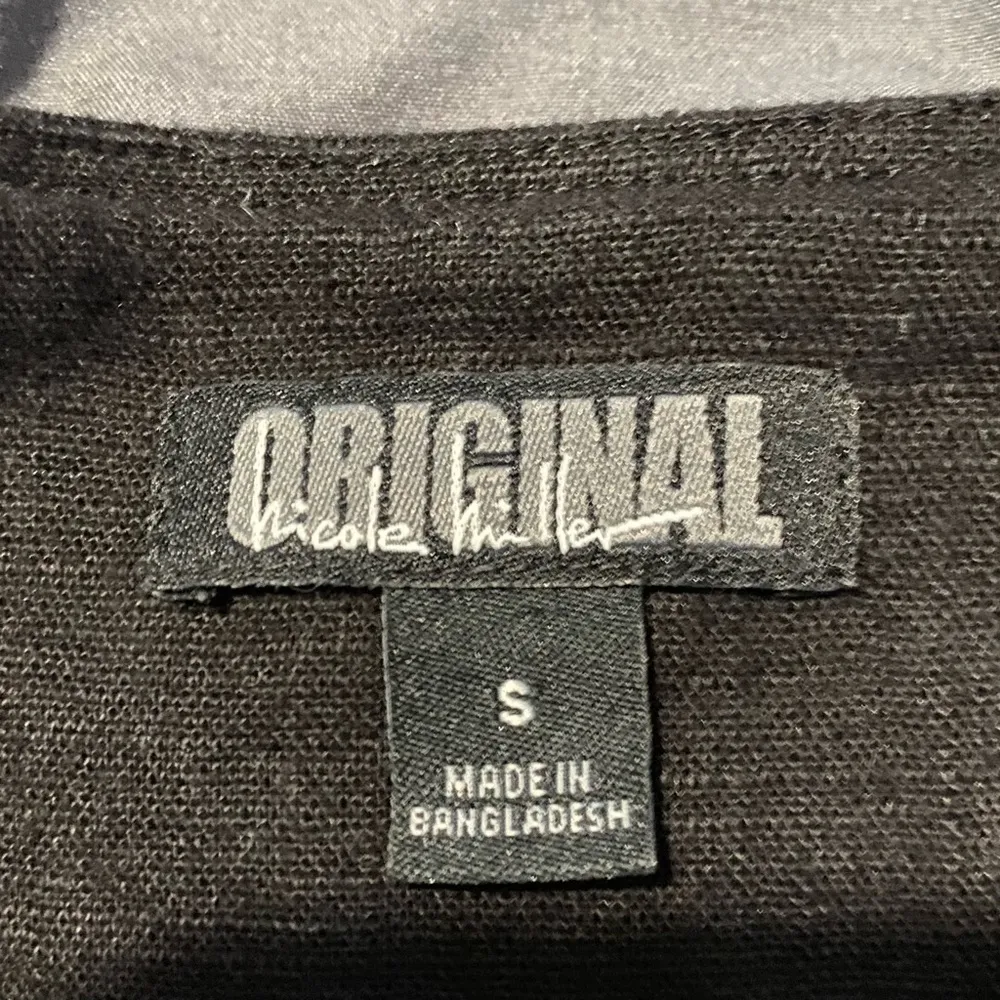 ORIGINAL
Nicole Miller
S
MADE IN
BANGLADESH